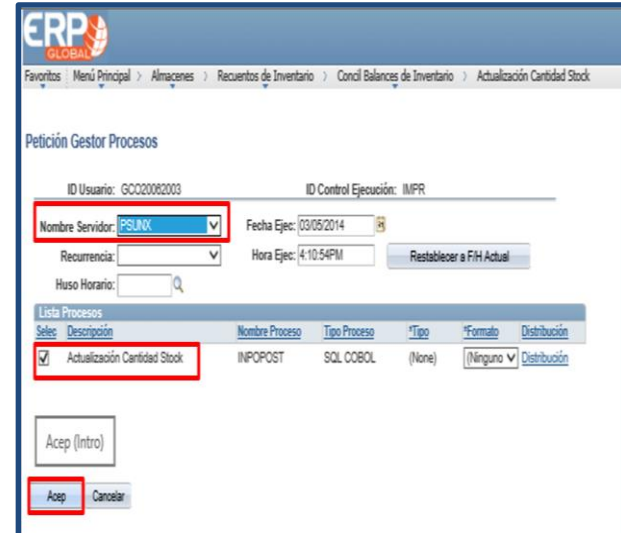 ERP
GLOBAL
Favoritos Menú Principal > Almacenes > Recuentos de Inventario > Concil Balances de Inventario > Actualización Cantidad Stock
Petición Gestor Procesos
ID Usuario: GCO20062003 ID Control Ejecución: IMPR
Nombre Servidor: PSUNX Fecha Ejec: 03/05/2014
Recurrencia: Hora Ejec: 4:10:54PM Restablecer a F/H Actual
Huso Horario:
Lista Procesos
Selec Descripción Nombre Proceso Tipo Proceso *Tipo *Formato Distribución
Actualización Cantidad Stock INPOPOST SQL COBOL (None) (Ninguno Distribución
Acep (Intro)
Acep Cancelar